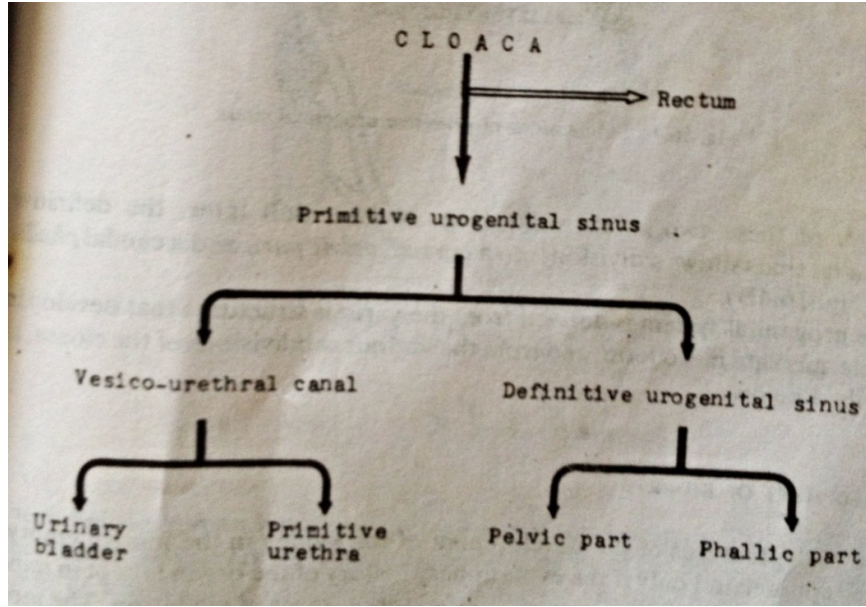 CLOACA
Rectum
Primitive urogenital sinus
Vesico-urethral canal
Definitive urogenital sinus
Urinary
bladder
Primitive
urethra
Pelvic part
Phallic part